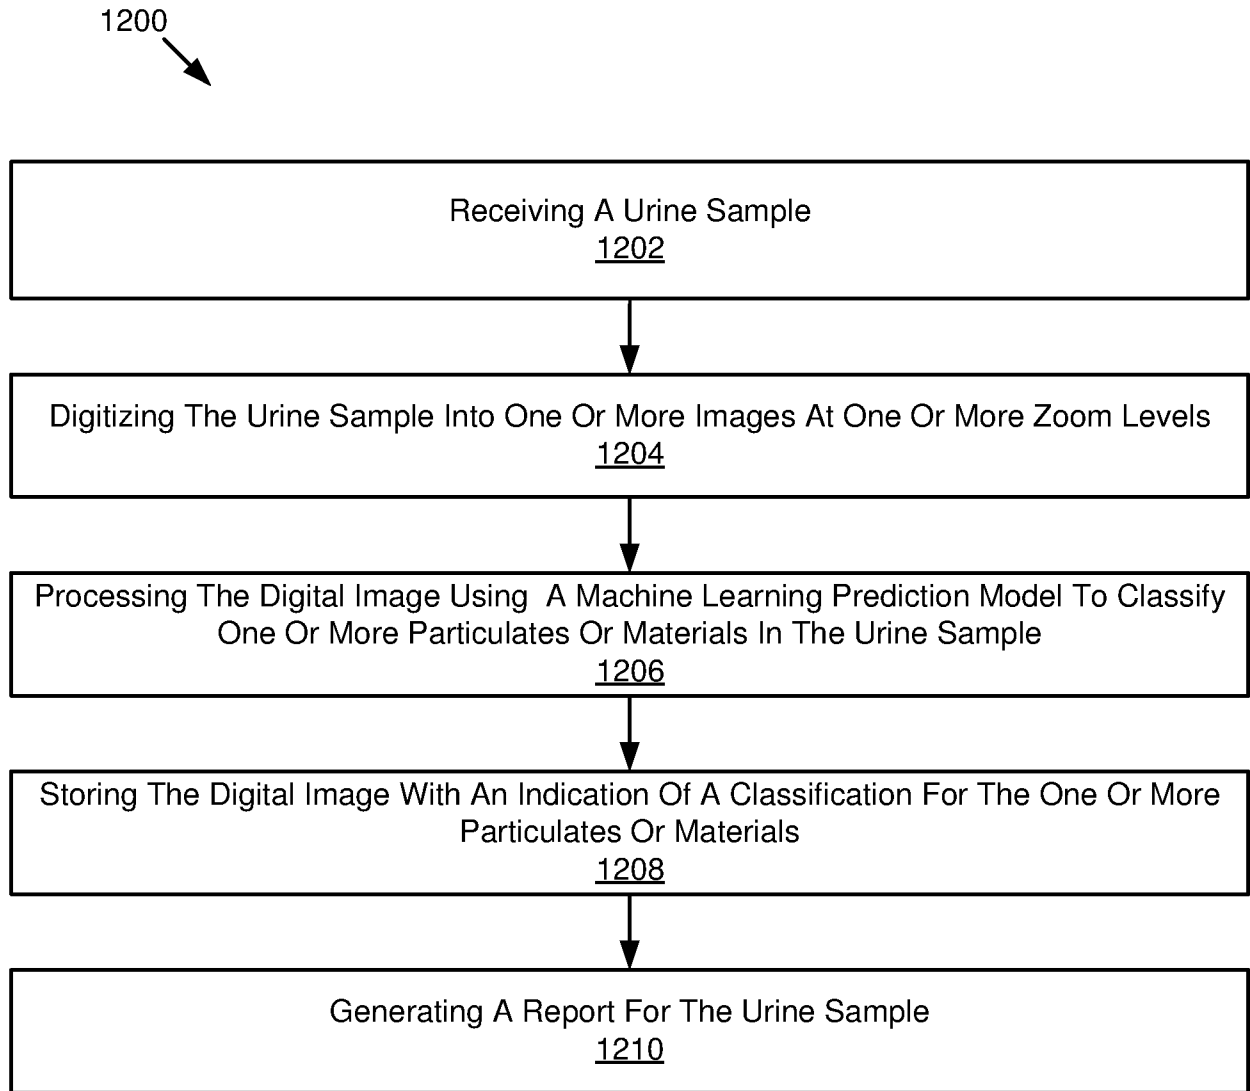 1200
Receiving A Urine Sample
1202
Digitizing The Urine Sample Into One Or More Images At One Or More Zoom Levels
1204
Processing The Digital Image Using  A Machine Learning Prediction Model To Classify
One Or More Particulates Or Materials In The Urine Sample
1206
Storing The Digital Image With An Indication Of A Classification For The One Or More
Particulates Or Materials
1208
Generating A Report For The Urine Sample
1210